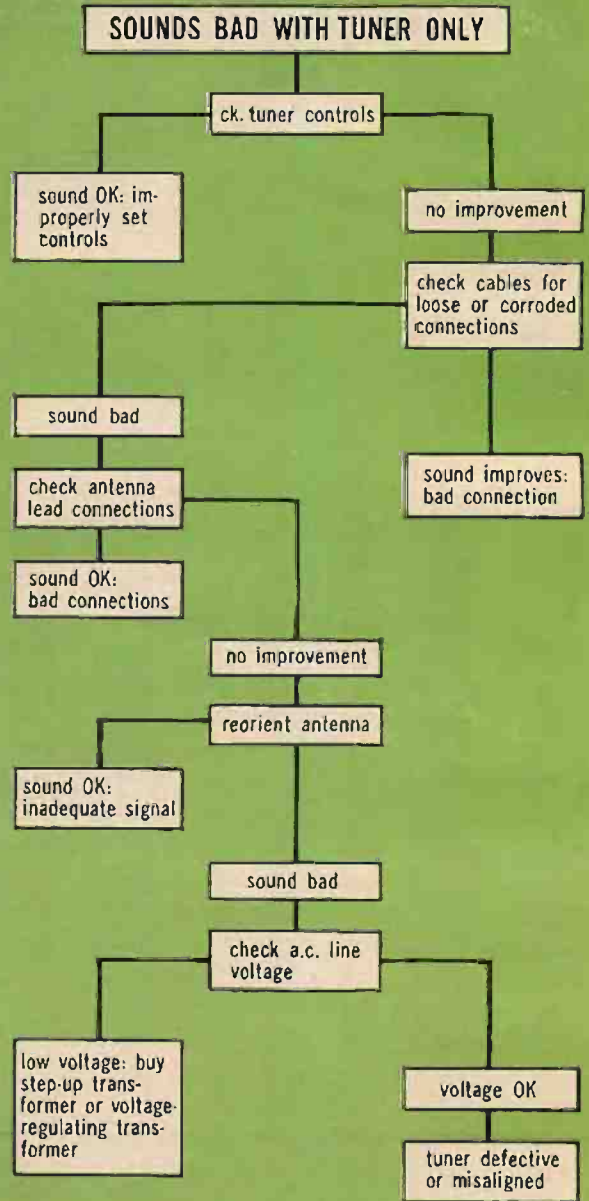 SOUNDS BAD WITH TUNER ONLY
ck. tuner controls
sound OK: im-
properly set
controls
no improvement
check cables for
loose or corroded
connections
sound bad
check antenna
lead connections
sound improves:
bad connection
sound OK:
bad connections
no improvement
reorient antenna
sound OK:
inadequate signal
sound bad
check a.c. line
voltage
low voltage: buy
step-up trans-
former or voltage-
regulating trans-
former
voltage OK
tuner defective
or misaligned